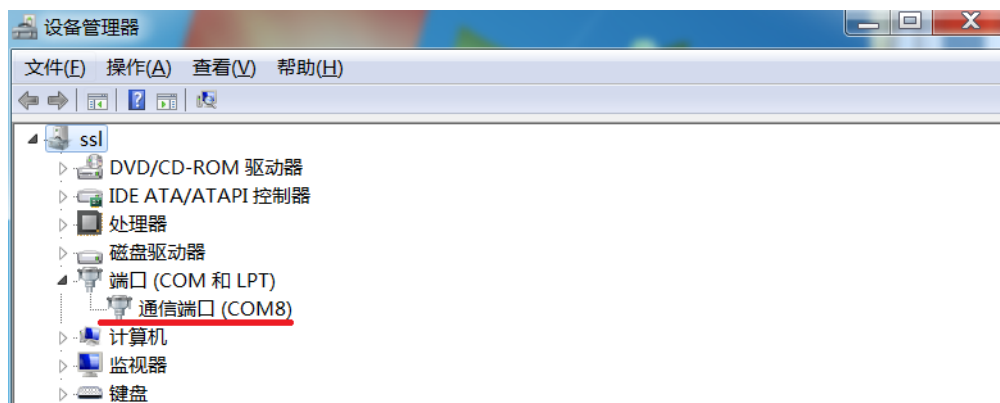 设备管理器
文件(F) 操作(A) 查看(V) 帮助(H)
ssl
DVD/CD-ROM 驱动器
IDE ATA/ATAPI 控制器
处理器
磁盘驱动器
端口 (COM 和 LPT)
通信端口 (COM8)
计算机
监视器
键盘